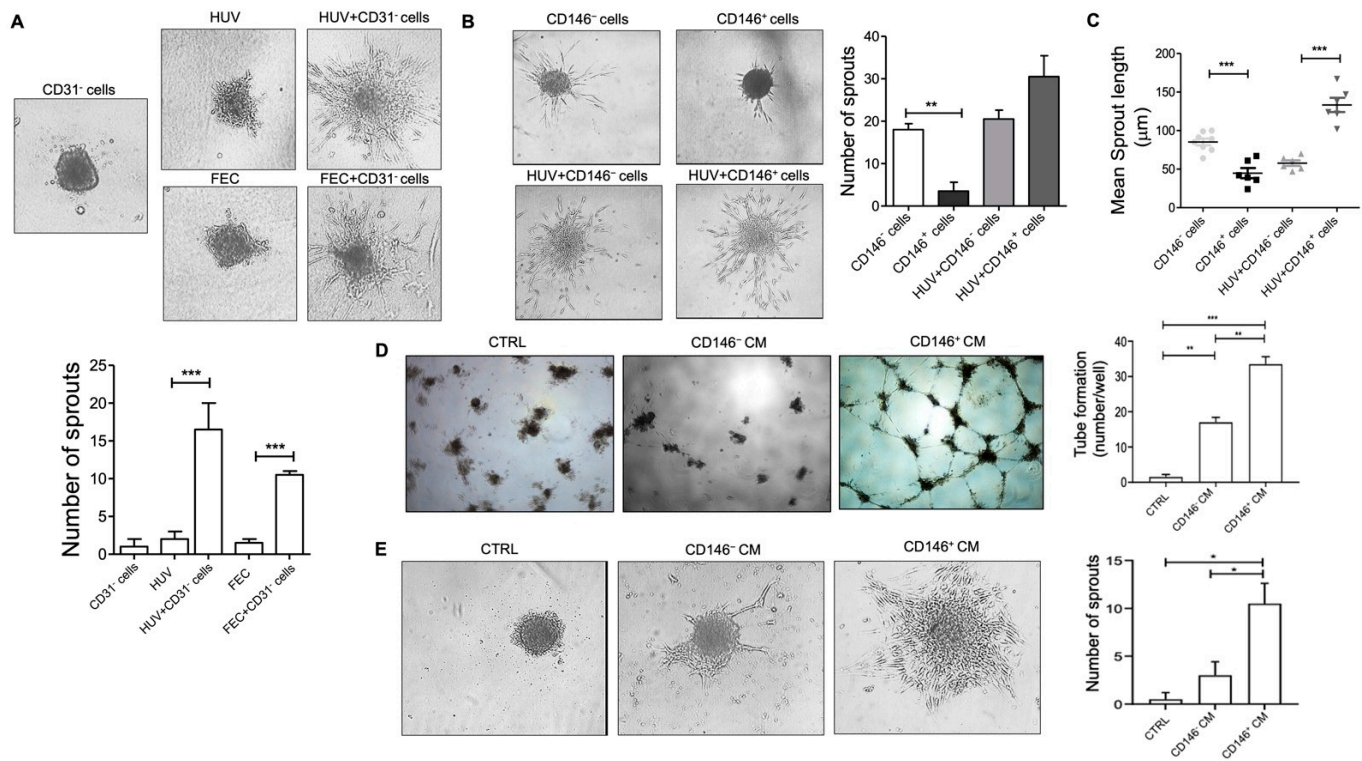 A
CD31⁻ cells
HUV
HUV+CD31⁻ cells
FEC
FEC+CD31⁻ cells
Number of sprouts
25
20
15
10
5
0
***
***
CD31⁻ cells
HUV
HUV+CD31⁻ cells
FEC
FEC+CD31⁻ cells
B
CD146⁻ cells
CD146⁺ cells
HUV+CD146⁻ cells
HUV+CD146⁺ cells
Number of sprouts
40
30
20
10
0
**
CD146⁻ cells
CD146⁺ cells
HUV+CD146⁻ cells
HUV+CD146⁺ cells
C
Mean Sprout length
(μm)
200
150
100
50
0
***
***
CD146⁻ cells
CD146⁺ cells
HUV+CD146⁻ cells
HUV+CD146⁺ cells
D
CTRL
CD146⁻ CM
CD146⁺ CM
Tube formation
(number/well)
40
30
20
10
0
***
**
**
CTRL
CD146⁻ CM
CD146⁺ CM
E
CTRL
CD146⁻ CM
CD146⁺ CM
Number of sprouts
15
10
5
0
*
*
CTRL
CD146⁻ CM
CD146⁺ CM